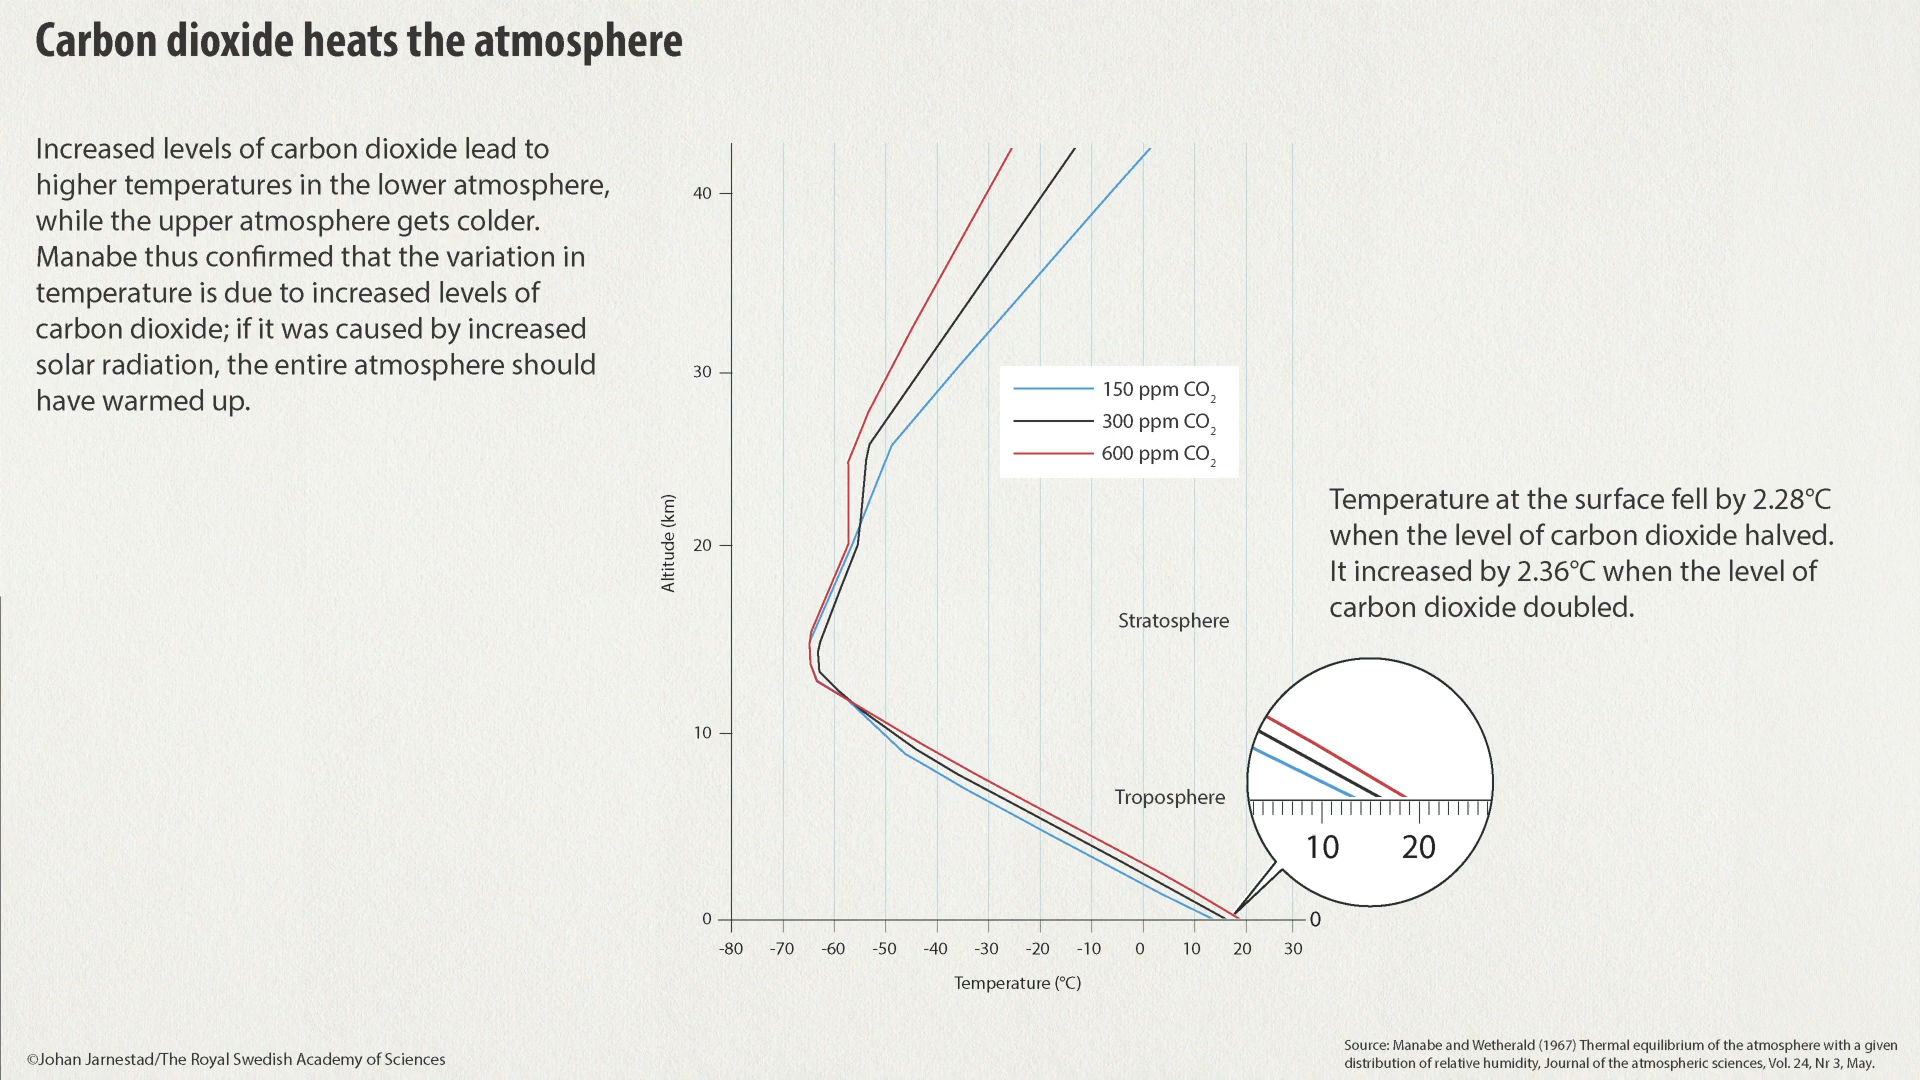 Carbon dioxide heats the atmosphere
Increased levels of carbon dioxide lead to
higher temperatures in the lower atmosphere,
while the upper atmosphere gets colder.
Manabe thus confirmed that the variation in
temperature is due to increased levels of
carbon dioxide; if it was caused by increased
solar radiation, the entire atmosphere should
have warmed up.
40
30
20
10
0
Altitude (km)
150 ppm CO₂
300 ppm CO₂
600 ppm CO₂
Stratosphere
Troposphere
-80 -70 -60 -50 -40 -30 -20 -10 0 10 20 30
Temperature (°C)
Temperature at the surface fell by 2.28°C
when the level of carbon dioxide halved.
It increased by 2.36°C when the level of
carbon dioxide doubled.
10 20
0
©Johan Jarnestad/The Royal Swedish Academy of Sciences
Source: Manabe and Wetherald (1967) Thermal equilibrium of the atmosphere with a given
distribution of relative humidity, Journal of the atmospheric sciences, Vol. 24, Nr 3, May.